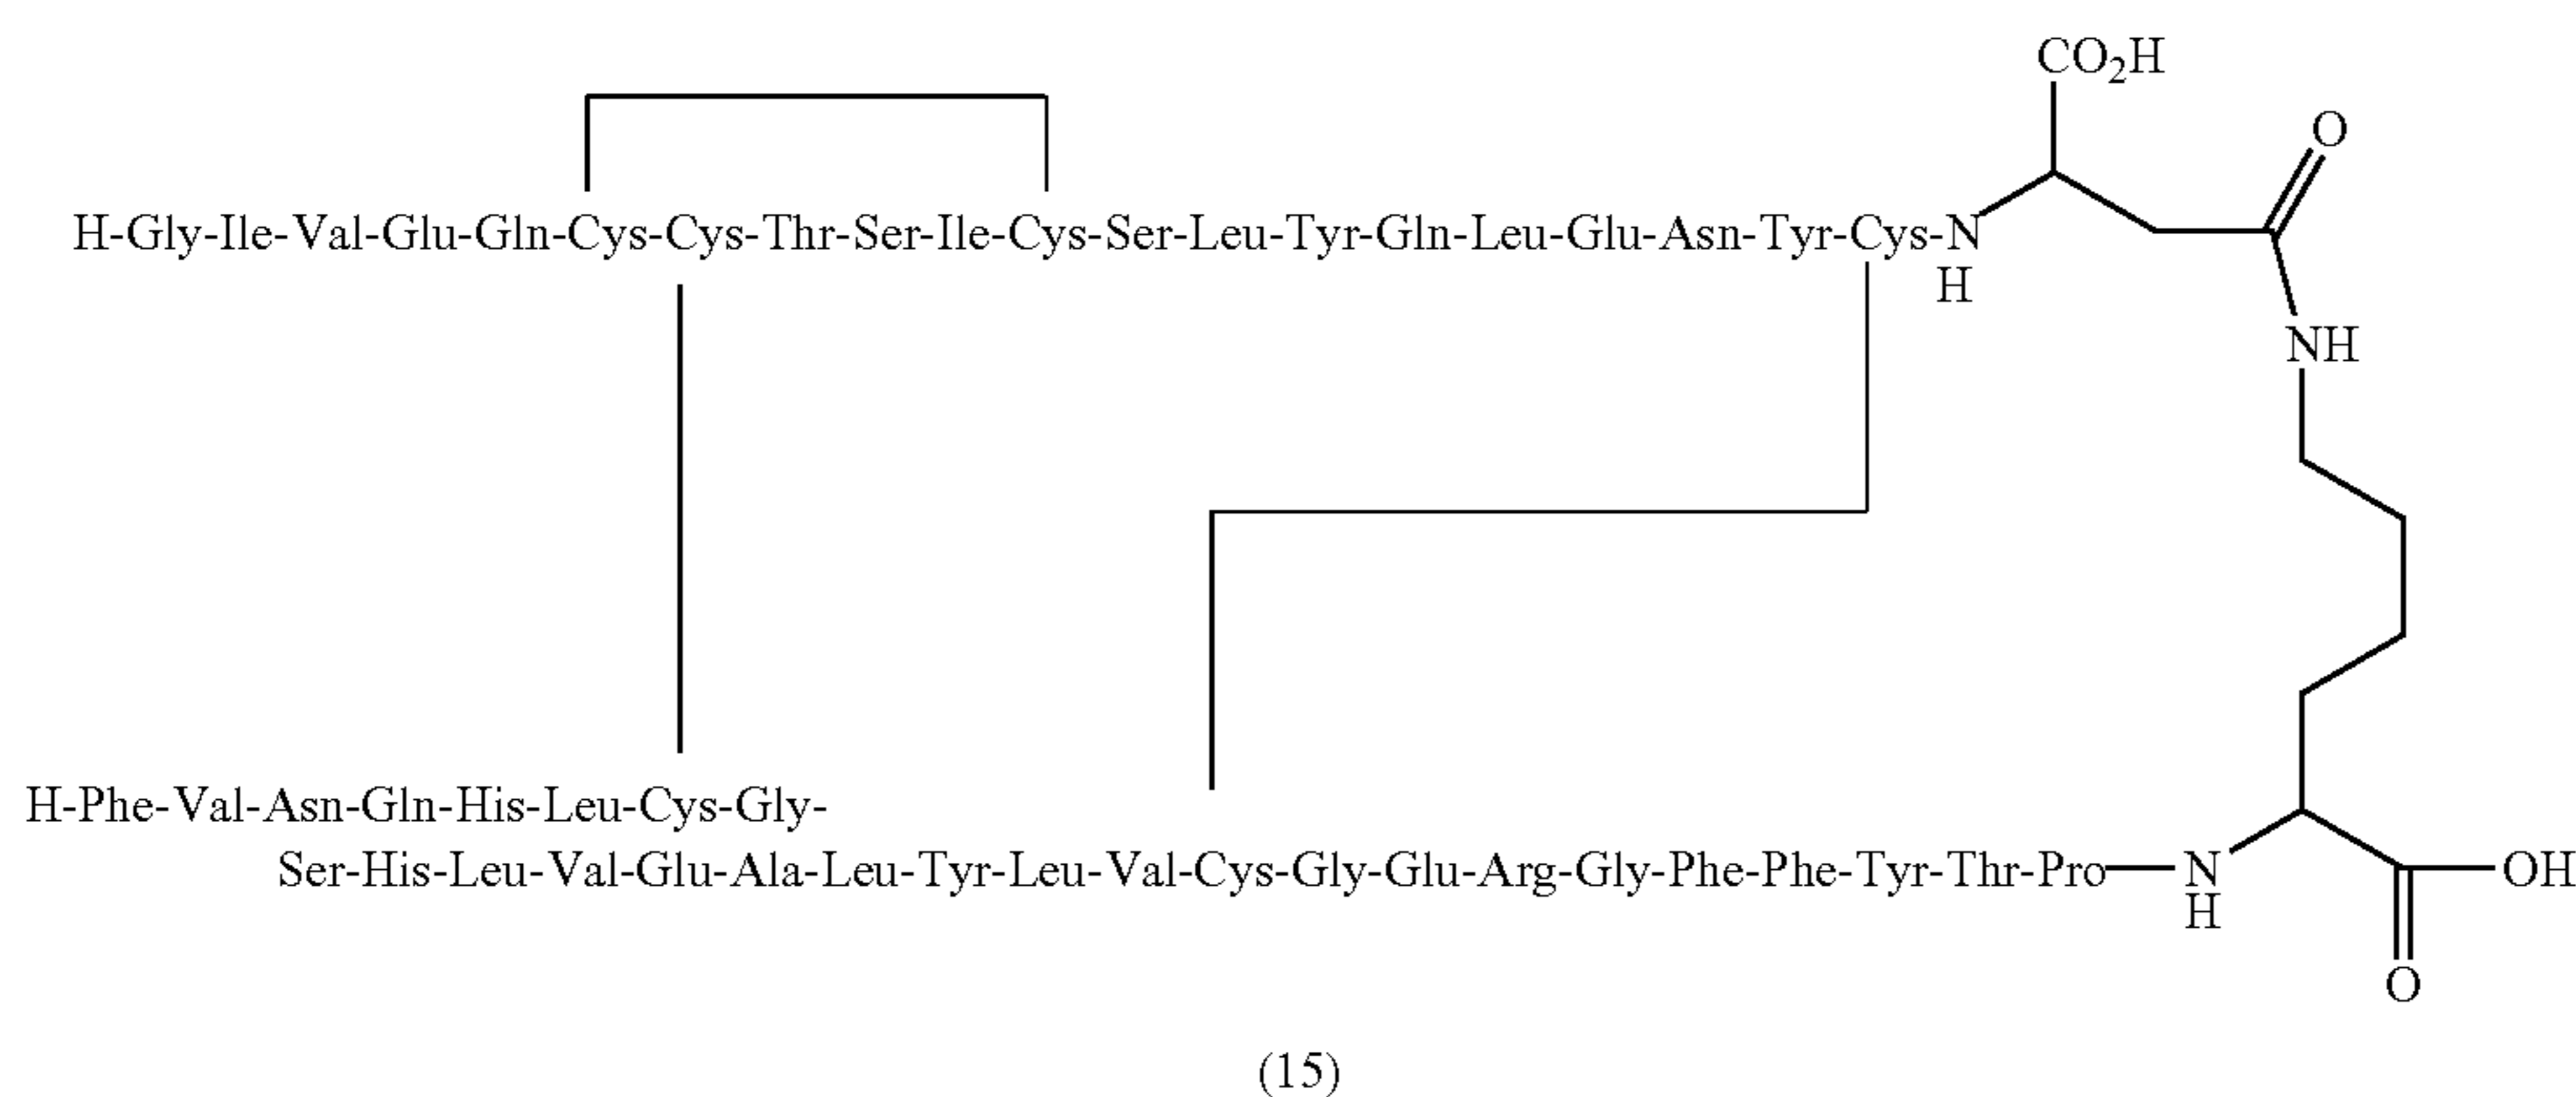 CO2H
O
H-Gly-Ile-Val-Glu-Gln-Cys-Cys-Thr-Ser-Ile-Cys-Ser-Leu-Tyr-Gln-Leu-Glu-Asn-Tyr-Cys-N
H
NH
H-Phe-Val-Asn-Gln-His-Leu-Cys-Gly-
Ser-His-Leu-Val-Glu-Ala-Leu-Tyr-Leu-Val-Cys-Gly-Glu-Arg-Gly-Phe-Phe-Tyr-Thr-Pro—N
OH
H
O
(15)